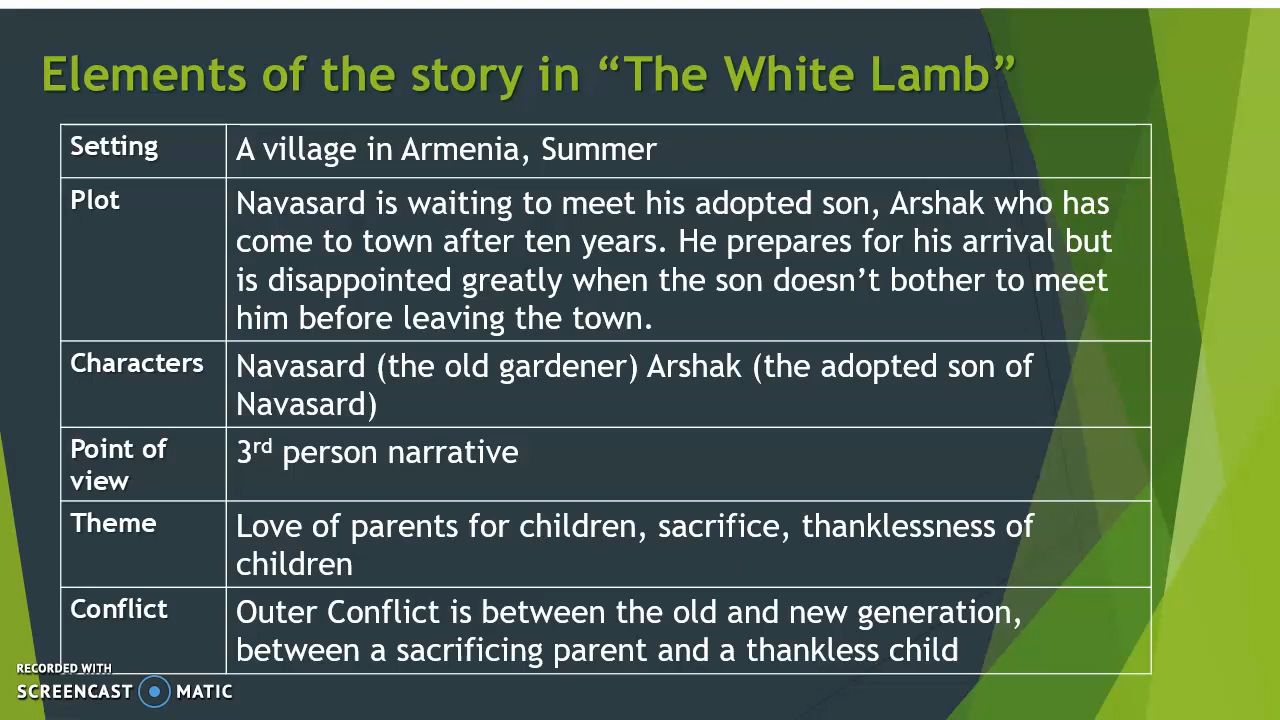 Elements of the story in “The White Lamb”
Setting
A village in Armenia, Summer
Plot
Navasard is waiting to meet his adopted son, Arshak who has
come to town after ten years. He prepares for his arrival but
is disappointed greatly when the son doesn’t bother to meet
him before leaving the town.
Characters
Navasard (the old gardener) Arshak (the adopted son of
Navasard)
Point of
view
3rd person narrative
Theme
Love of parents for children, sacrifice, thanklessness of
children
Conflict
Outer Conflict is between the old and new generation,
between a sacrificing parent and a thankless child
RECORDED WITH
SCREENCAST MATIC